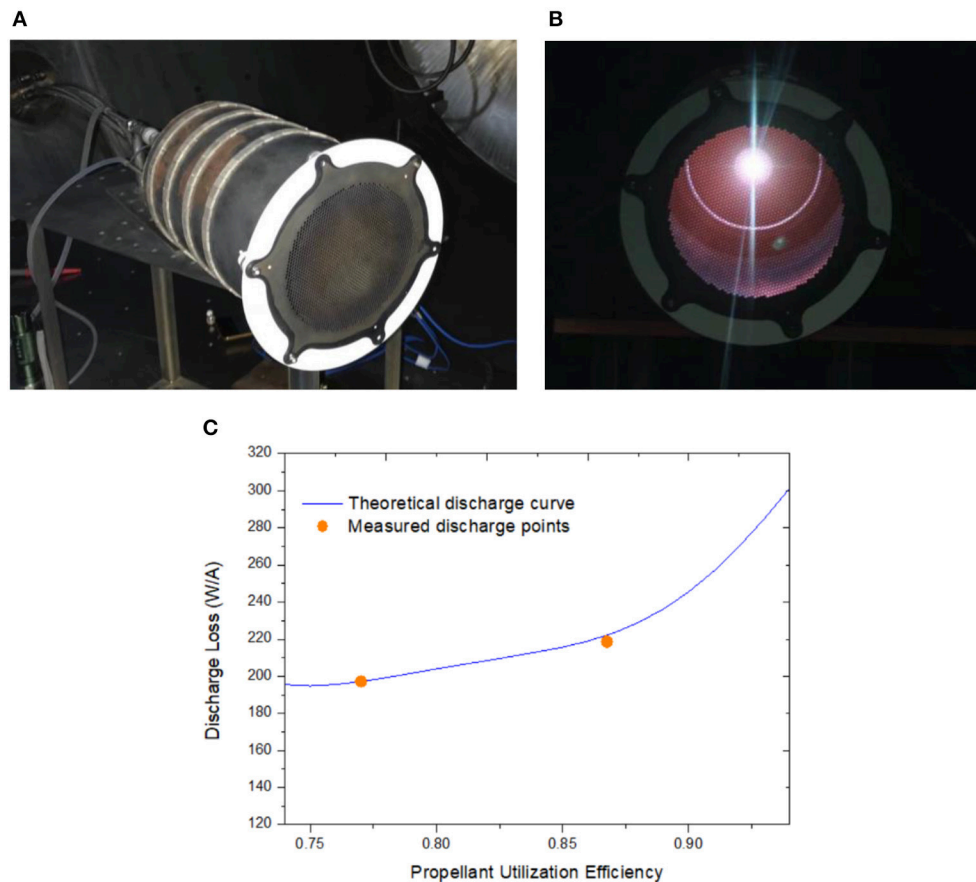 A
B
C
320
300
280
260
240
220
200
180
160
140
120
Discharge Loss (W/A)
Theoretical discharge curve
Measured discharge points
0.75 0.80 0.85 0.90
Propellant Utilization Efficiency